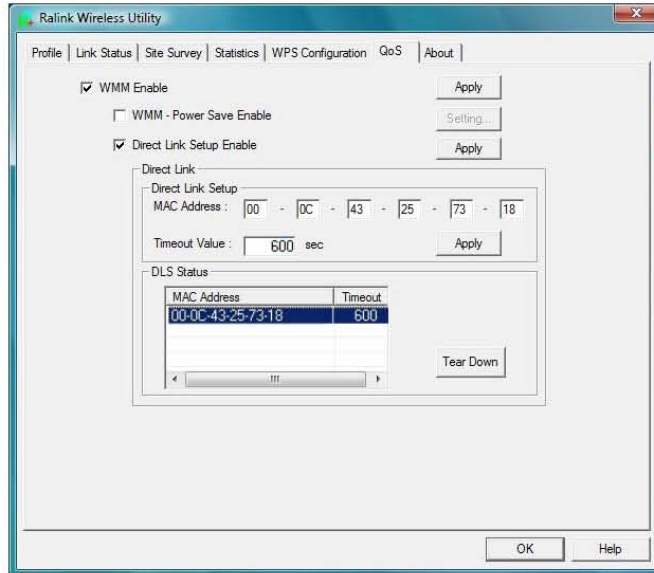 Ralink Wireless Utility
Profile Link Status Site Survey Statistics WPS Configuration QoS About
WMM Enable Apply
WMM - Power Save Enable Setting...
Direct Link Setup Enable Apply
Direct Link
Direct Link Setup
MAC Address : 00 - 0C - 43 - 25 - 73 - 18
Timeout Value : 600 sec Apply
DLS Status
MAC Address Timeout
00-0C-43-25-73-18 600
Tear Down
OK Help